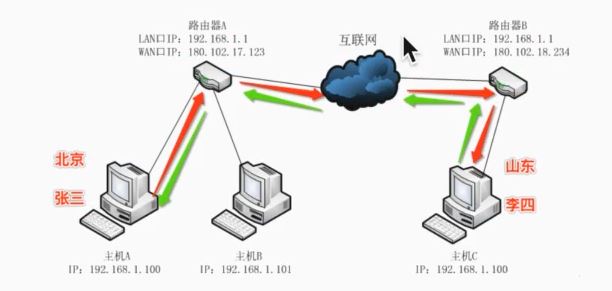 路由器A
LAN口IP: 192.168.1.1
WAN口IP: 180.102.17.123
互联网
路由器B
LAN口IP: 192.168.1.1
WAN口IP: 180.102.18.234
北京
张三
山东
李四
主机A
IP: 192.168.1.100
主机B
IP: 192.168.1.101
主机C
IP: 192.168.1.100